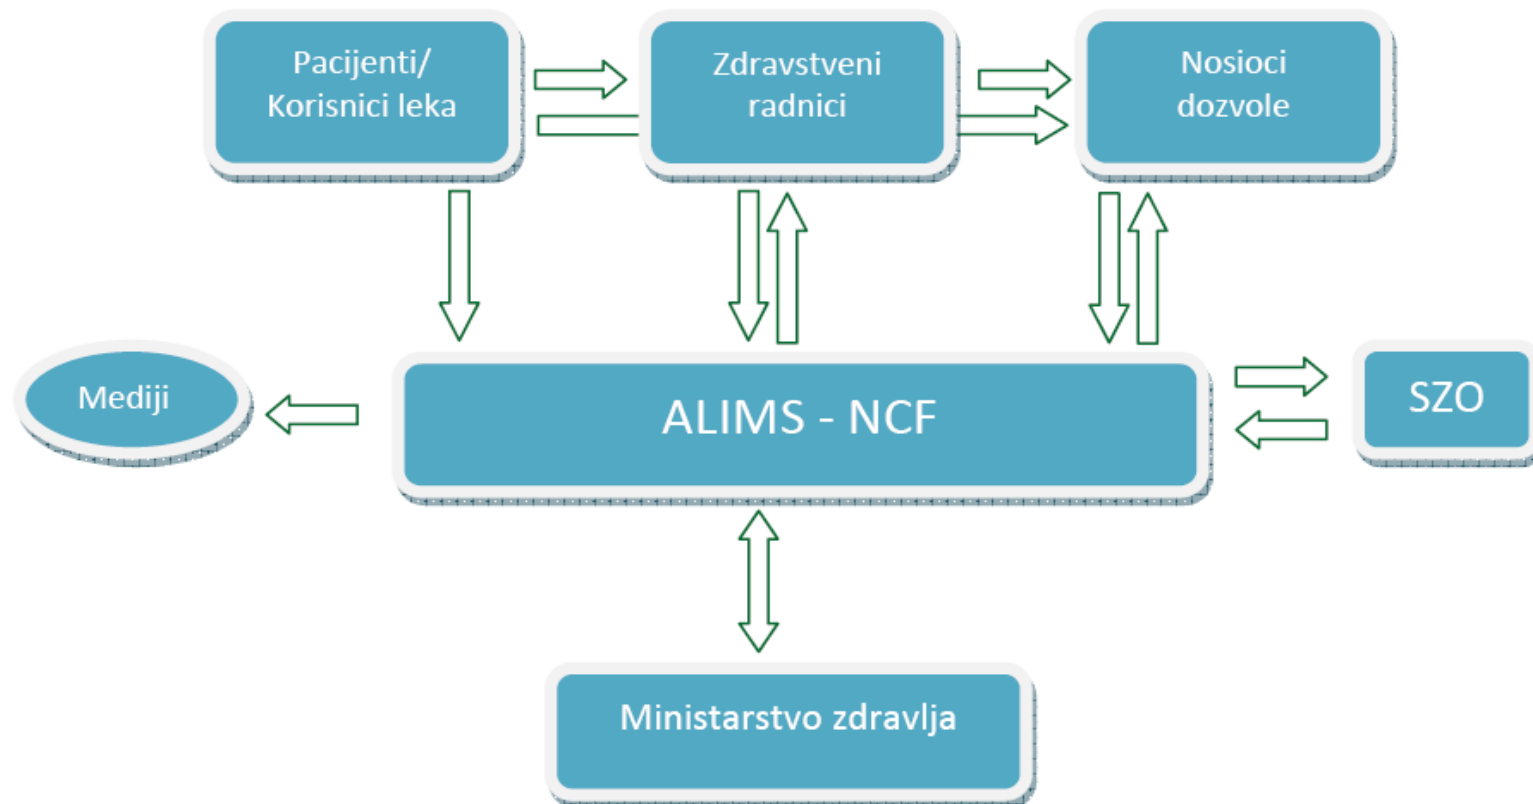 Pacijenti/
Korisnici leka
Zdravstveni
radnici
Nosioci
dozvole
Mediji
ALIMS - NCF
SZO
Ministarstvo zdravlja